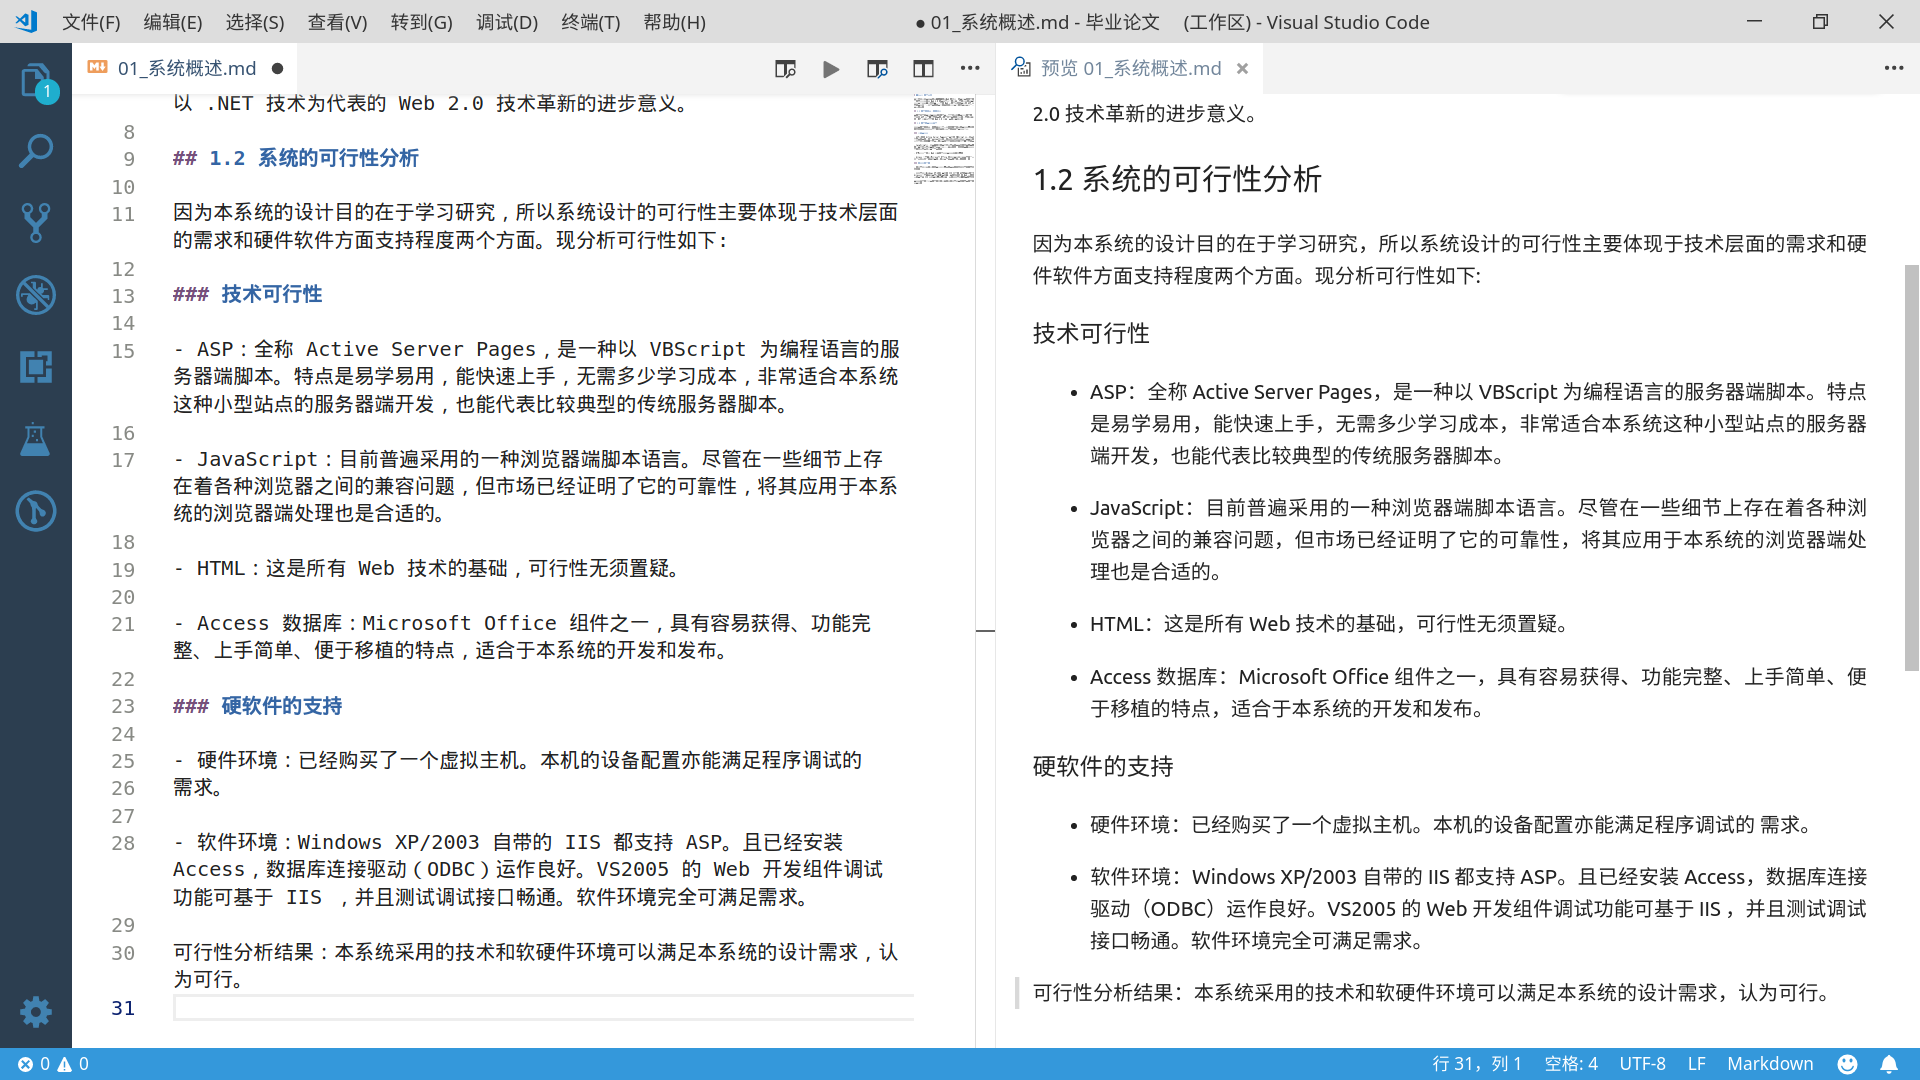 文件(F) 编辑(E) 选择(S) 查看(V) 转到(G) 调试(D) 终端(T) 帮助(H)
● 01_系统概述.md - 毕业论文 (工作区) - Visual Studio Code
1
01_系统概述.md ●
以 .NET 技术为代表的 Web 2.0 技术革新的进步意义。
8
9 ## 1.2 系统的可行性分析
10
11 因为本系统的设计目的在于学习研究，所以系统设计的可行性主要体现于技术层面
的需求和硬件软件方面支持程度两个方面。现分析可行性如下：
12
13 ### 技术可行性
14
15 - ASP：全称 Active Server Pages，是一种以 VBScript 为编程语言的服
务器端脚本。特点是易学易用，能快速上手，无需多少学习成本，非常适合本系统
这种小型站点的服务器端开发，也能代表比较典型的传统服务器脚本。
16
17 - JavaScript：目前普遍采用的一种浏览器端脚本语言。尽管在一些细节上存
在着各种浏览器之间的兼容问题，但市场已经证明了它的可靠性，将其应用于本系
统的浏览器端处理也是合适的。
18
19 - HTML：这是所有 Web 技术的基础，可行性无须置疑。
20
21 - Access 数据库：Microsoft Office 组件之一，具有容易获得、功能完
整、上手简单、便于移植的特点，适合于本系统的开发和发布。
22
23 ### 硬软件的支持
24
25 - 硬件环境：已经购买了一个虚拟主机。本机的设备配置亦能满足程序调试的
26 需求。
27
28 - 软件环境：Windows XP/2003 自带的 IIS 都支持 ASP。且已经安装
Access，数据库连接驱动（ODBC）运作良好。VS2005 的 Web 开发组件调试
功能可基于 IIS ，并且测试调试接口畅通。软件环境完全可满足需求。
29
30 可行性分析结果：本系统采用的技术和软硬件环境可以满足本系统的设计需求，认
为可行。
31
预览 01_系统概述.md
2.0 技术革新的进步意义。
1.2 系统的可行性分析
因为本系统的设计目的在于学习研究，所以系统设计的可行性主要体现于技术层面的需求和硬
件软件方面支持程度两个方面。现分析可行性如下:
技术可行性
• ASP：全称 Active Server Pages，是一种以 VBScript 为编程语言的服务器端脚本。特点
是易学易用，能快速上手，无需多少学习成本，非常适合本系统这种小型站点的服务器
端开发，也能代表比较典型的传统服务器脚本。
• JavaScript：目前普遍采用的一种浏览器端脚本语言。尽管在一些细节上存在着各种浏
览器之间的兼容问题，但市场已经证明了它的可靠性，将其应用于本系统的浏览器端处
理也是合适的。
• HTML：这是所有 Web 技术的基础，可行性无须置疑。
• Access 数据库：Microsoft Office 组件之一，具有容易获得、功能完整、上手简单、便
于移植的特点，适合于本系统的开发和发布。
硬软件的支持
• 硬件环境：已经购买了一个虚拟主机。本机的设备配置亦能满足程序调试的 需求。
• 软件环境：Windows XP/2003 自带的 IIS 都支持 ASP。且已经安装 Access，数据库连接
驱动（ODBC）运作良好。VS2005 的 Web 开发组件调试功能可基于 IIS ，并且测试调试
接口畅通。软件环境完全可满足需求。
可行性分析结果：本系统采用的技术和软硬件环境可以满足本系统的设计需求，认为可行。
0 0
行 31，列 1 空格: 4 UTF-8 LF Markdown